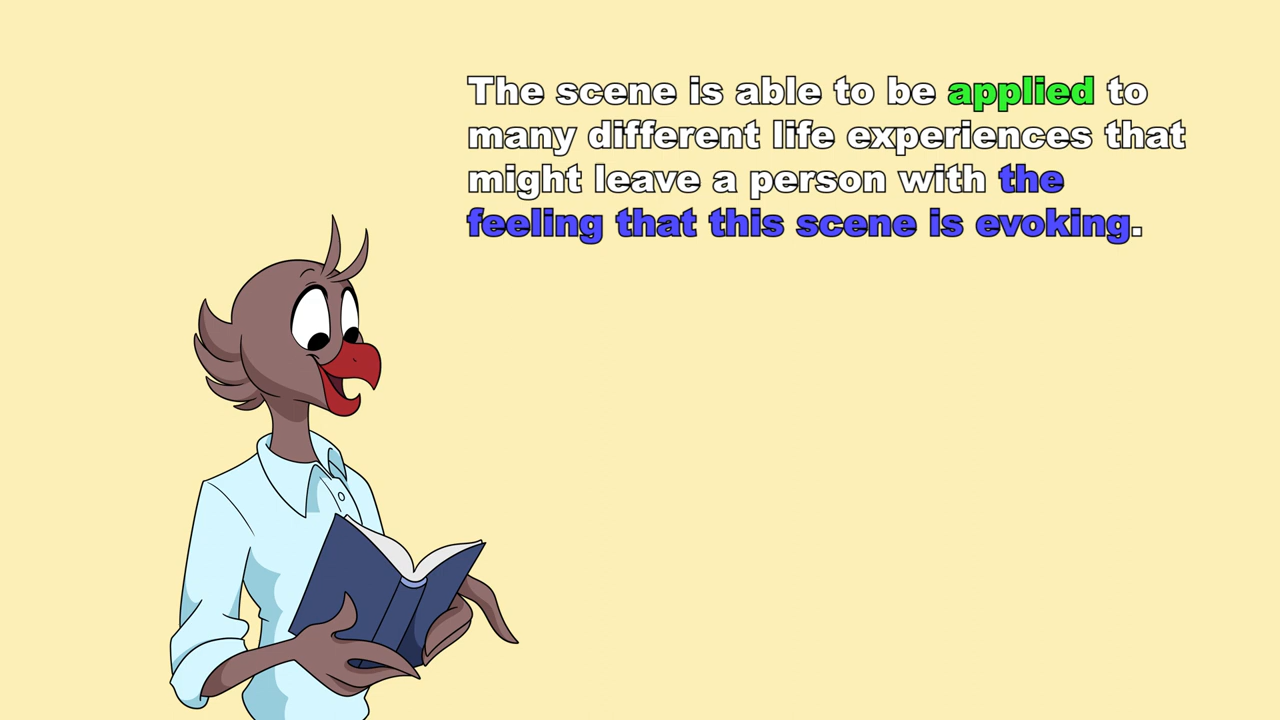 The scene is able to be applied to
many different life experiences that
might leave a person with the
feeling that this scene is evoking.